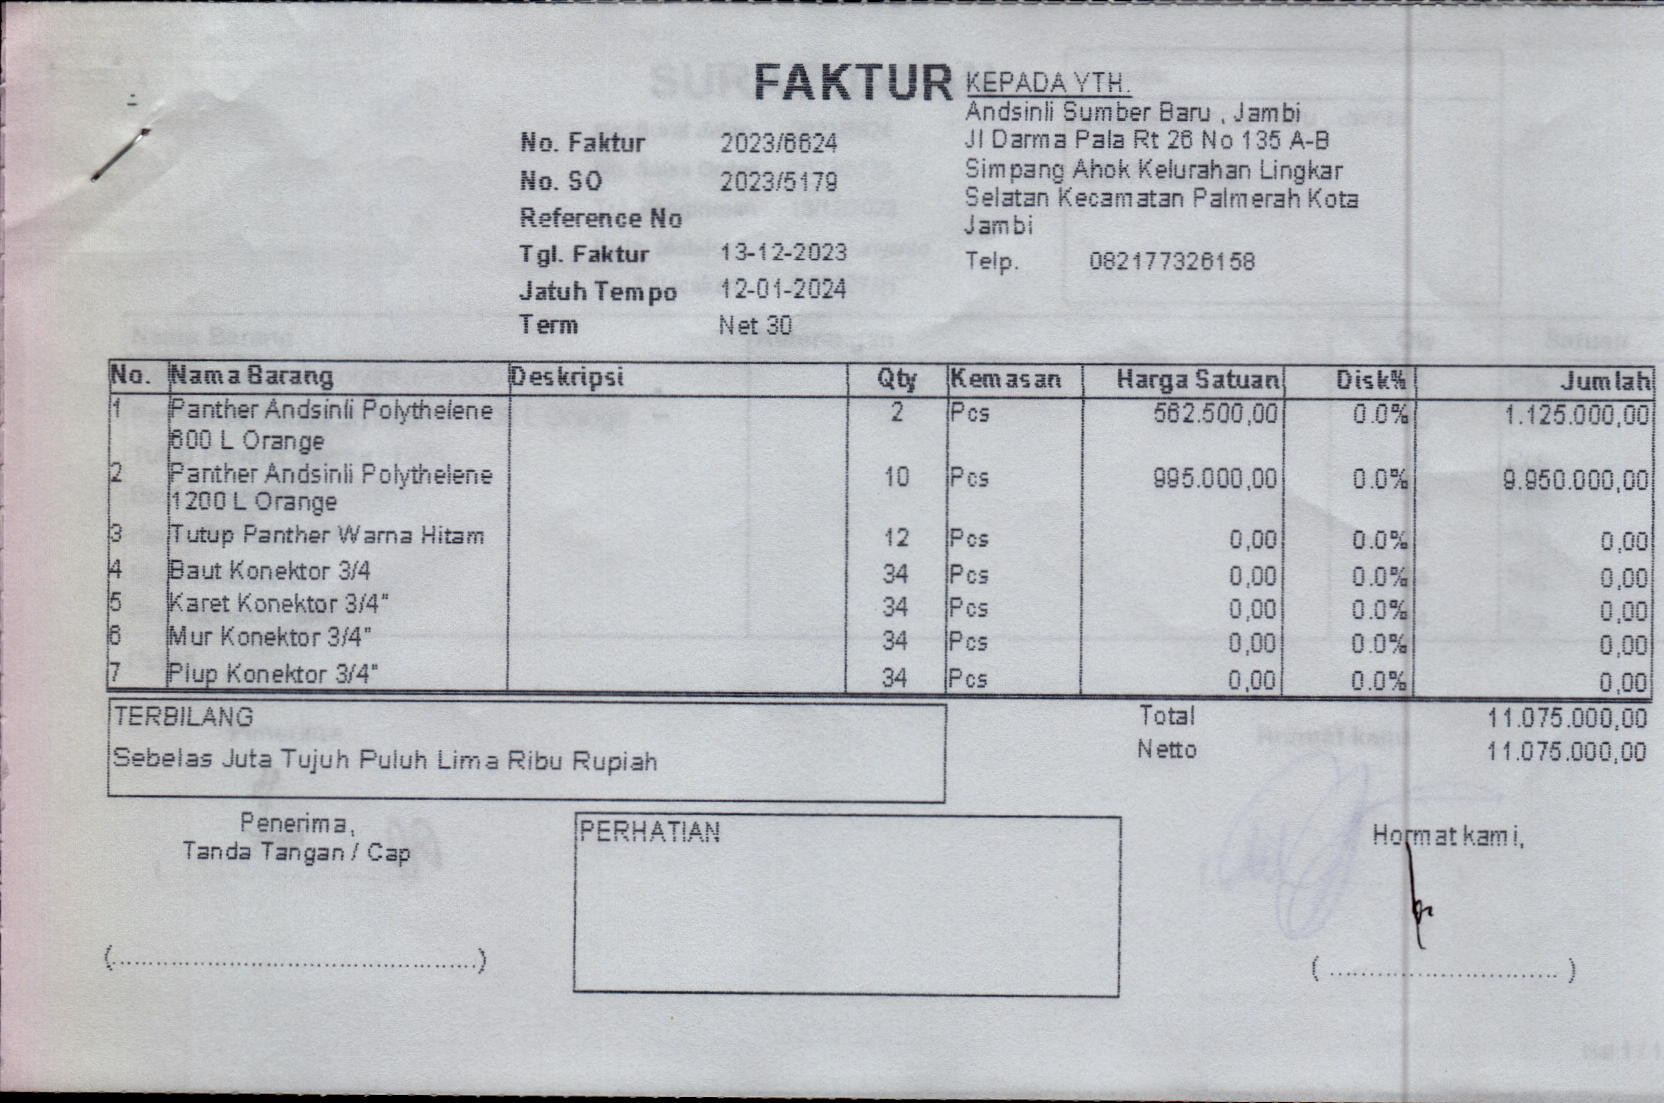 FAKTUR
No. Faktur 2023/6624
No. SO 2023/5179
Reference No
Tgl. Faktur 13-12-2023
Jatuh Tempo 12-01-2024
Term Net 30
KEPADA YTH.
Andsinli Sumber Baru , Jambi
Jl Darma Pala Rt 26 No 135 A-B
Simpang Ahok Kelurahan Lingkar
Selatan Kecamatan Palmerah Kota
Jambi
Telp. 082177326158
No. Nama Barang Deskripsi Qty Kemasan Harga Satuan Disk% Jumlah
1 Panther Andsinli Polythelene 2 Pcs 562.500,00 0.0% 1.125.000,00
600 L Orange
2 Panther Andsinli Polythelene 10 Pcs 995.000,00 0.0% 9.950.000,00
1200 L Orange
3 Tutup Panther Warna Hitam 12 Pcs 0,00 0.0% 0,00
4 Baut Konektor 3/4 34 Pcs 0,00 0.0% 0,00
5 Karet Konektor 3/4" 34 Pcs 0,00 0.0% 0,00
6 Mur Konektor 3/4" 34 Pcs 0,00 0.0% 0,00
7 Plup Konektor 3/4" 34 Pcs 0,00 0.0% 0,00
TERBILANG
Sebelas Juta Tujuh Puluh Lima Ribu Rupiah
Total 11.075.000,00
Netto 11.075.000,00
Penerima,
Tanda Tangan / Cap
(................................................)
PERHATIAN
Hormat kami,
( ............................. )